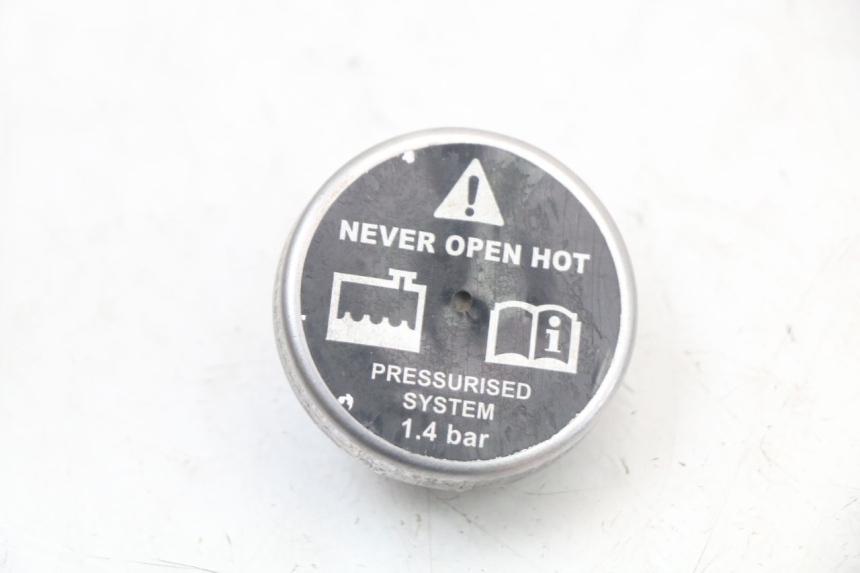 NEVER OPEN HOT
i
PRESSURISED
SYSTEM
1.4 bar